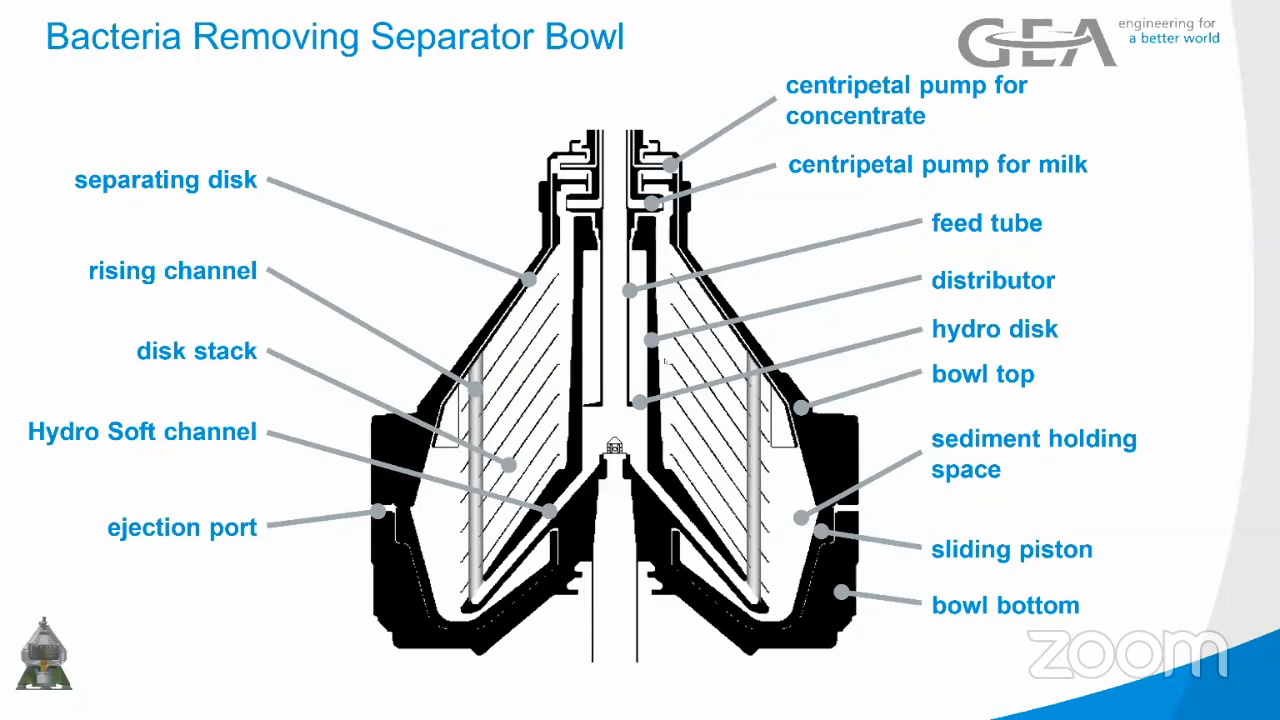 Bacteria Removing Separator Bowl
GEA
engineering for
a better world
centripetal pump for
concentrate
centripetal pump for milk
feed tube
distributor
hydro disk
bowl top
sediment holding
space
sliding piston
bowl bottom
separating disk
rising channel
disk stack
Hydro Soft channel
ejection port
zoom